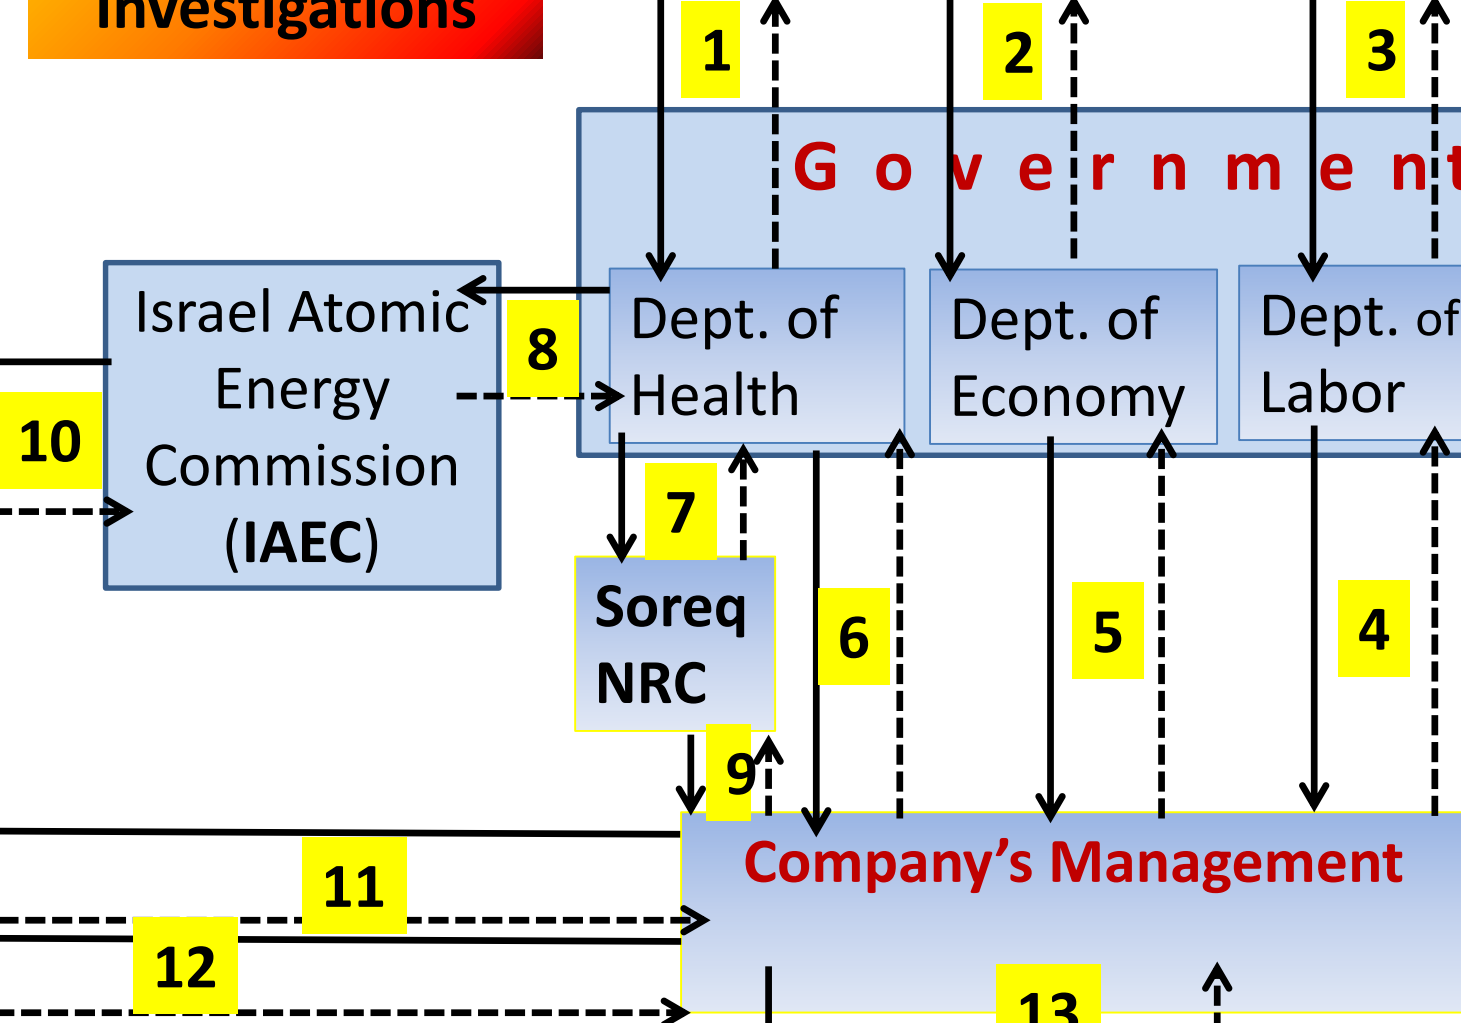 Investigations
1
2
3
Government
Israel Atomic
Energy
Commission
(IAEC)
8
Dept. of
Health
Dept. of
Economy
Dept. of
Labor
10
7
Soreq
NRC
6
5
4
9
Company's Management
11
12
13